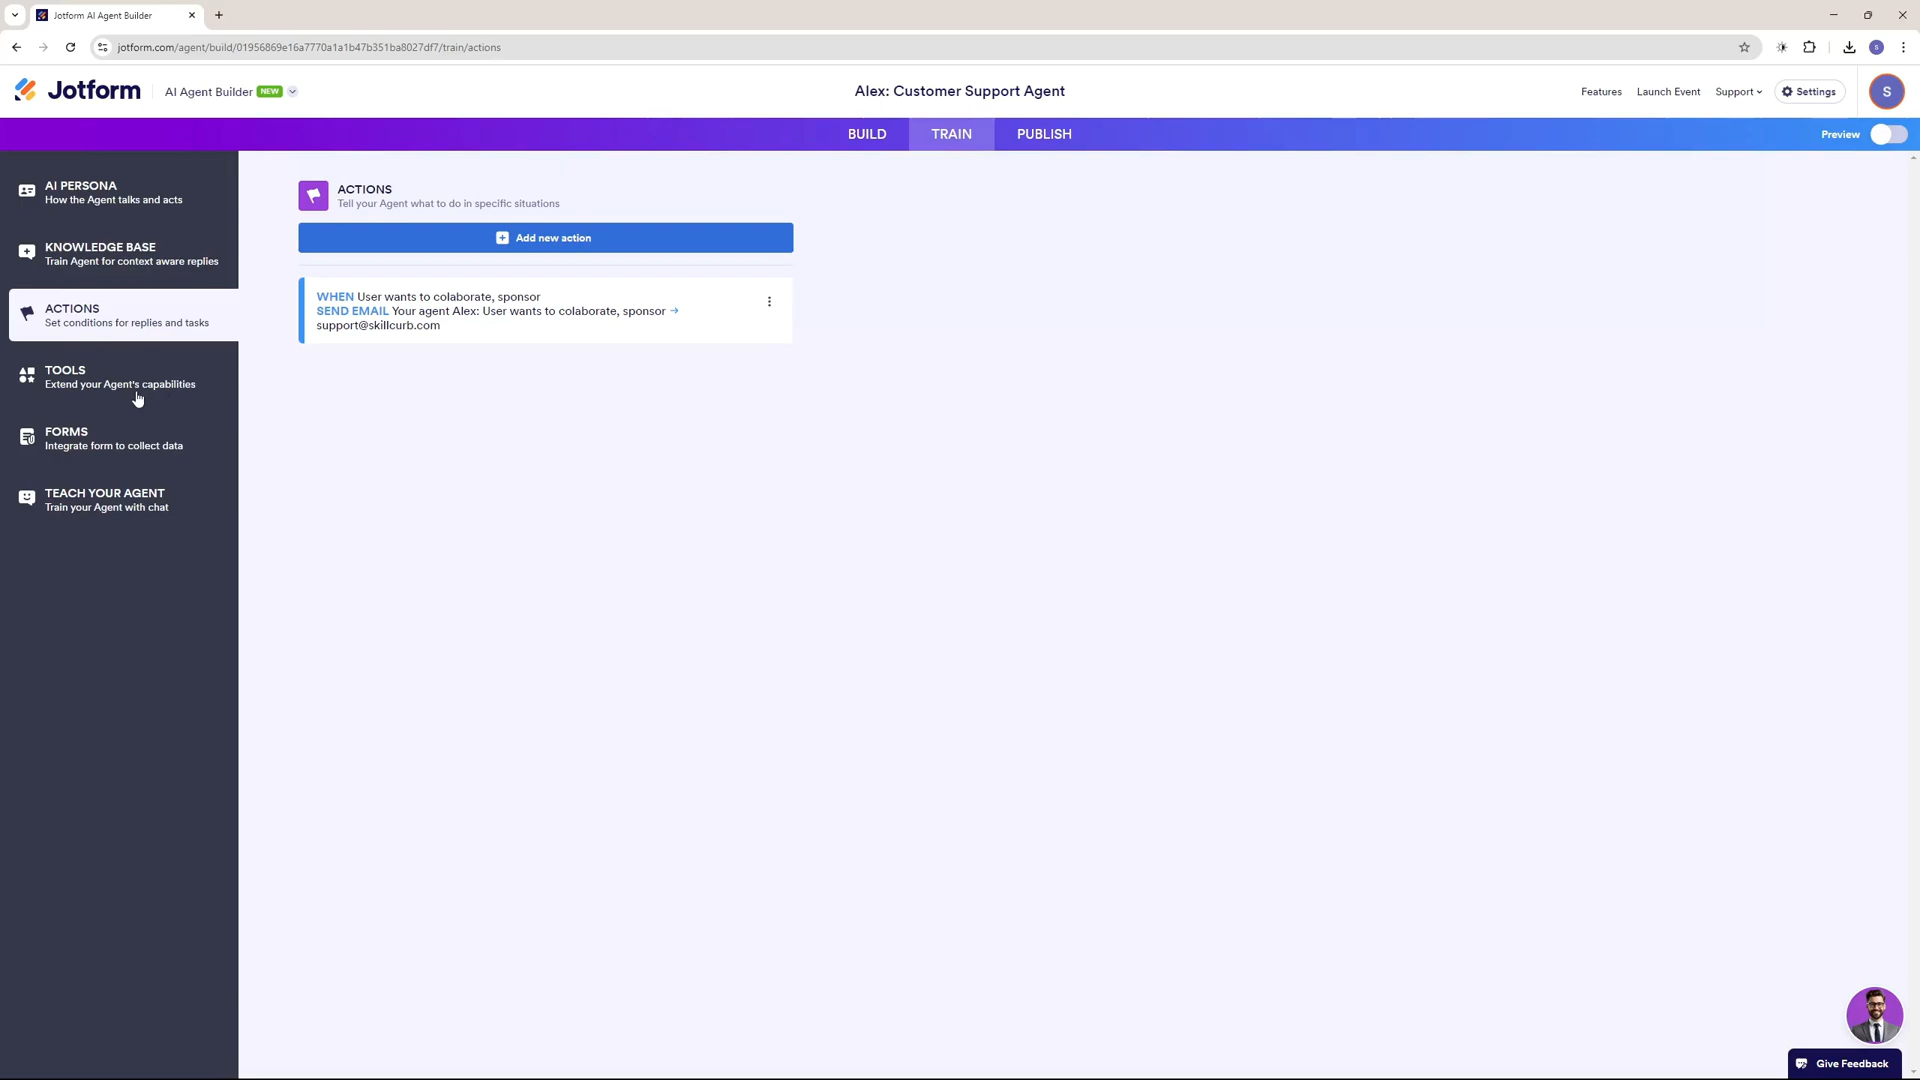 Jotform AI Agent Builder
jotform.com/agent/build/01956869e16a7770a1a1b47b351ba8027df7/train/actions
S
Jotform
AI Agent Builder NEW
Alex: Customer Support Agent
Features
Launch Event
Support
Settings
S
BUILD
TRAIN
PUBLISH
Preview
AI PERSONA
How the Agent talks and acts
KNOWLEDGE BASE
Train Agent for context aware replies
ACTIONS
Set conditions for replies and tasks
TOOLS
Extend your Agent's capabilities
FORMS
Integrate form to collect data
TEACH YOUR AGENT
Train your Agent with chat
ACTIONS
Tell your Agent what to do in specific situations
Add new action
WHEN User wants to colaborate, sponsor
SEND EMAIL Your agent Alex: User wants to colaborate, sponsor →
support@skillcurb.com
Give Feedback